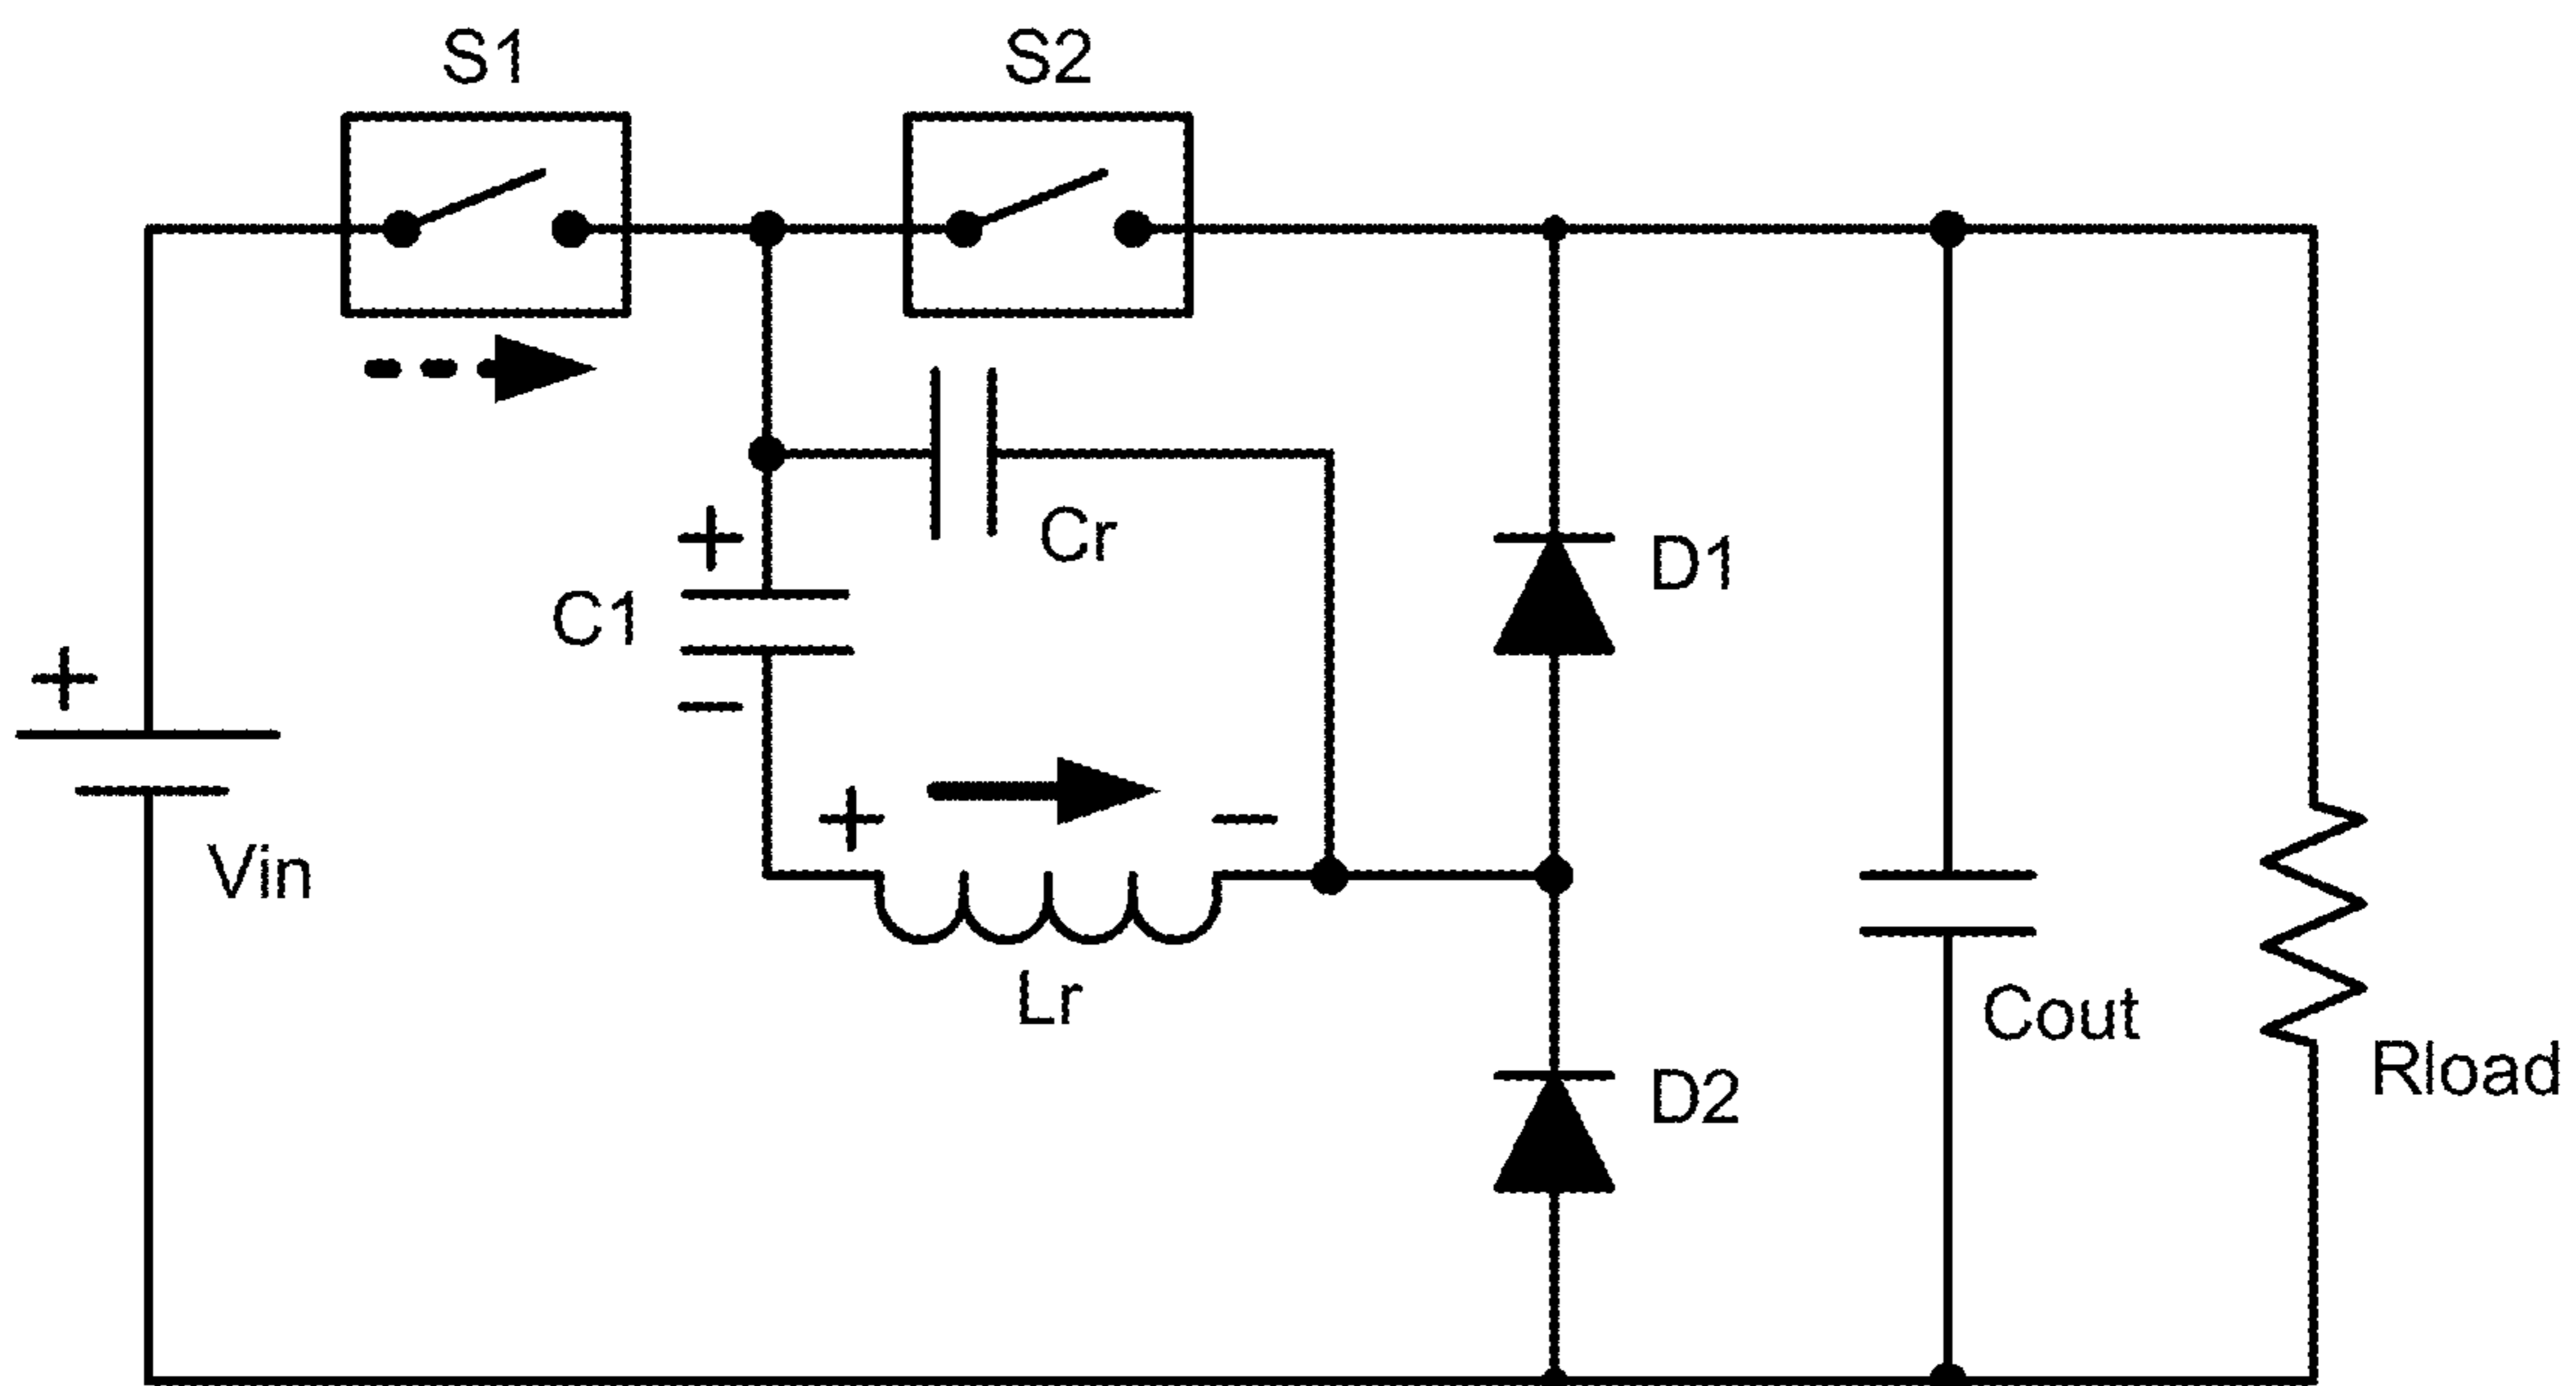 S1
S2
+
Cr
C1
−
D1
+
Vin
+
−
Lr
Cout
Rload
D2